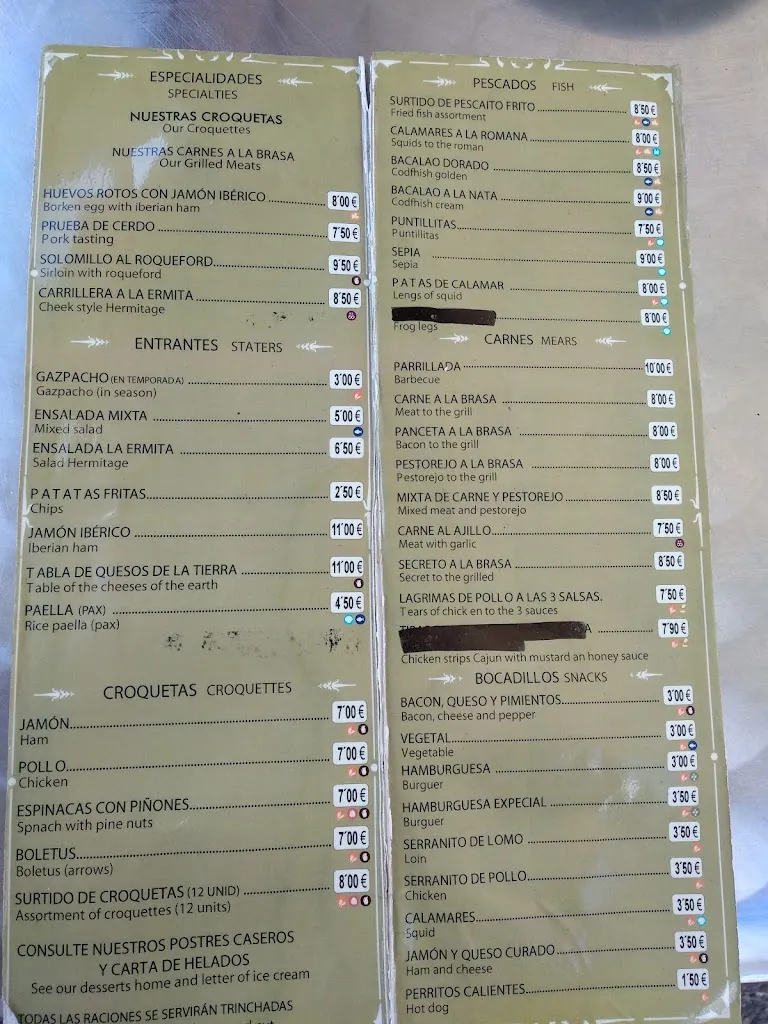 ESPECIALIDADES
SPECIALTIES
NUESTRAS CROQUETAS
Our Croquettes
NUESTRAS CARNES A LA BRASA
Our Grilled Meats
HUEVOS ROTOS CON JAMÓN IBÉRICO 8'00 €
Borken egg with iberian ham
PRUEBA DE CERDO 7'50 €
Pork tasting
SOLOMILLO AL ROQUEFORD 9'50 €
Sirloin with roqueford
CARRILLERA A LA ERMITA 8'50 €
Cheek style Hermitage
ENTRANTES STATERS
GAZPACHO (EN TEMPORADA) 3'00 €
Gazpacho (in season)
ENSALADA MIXTA 5'00 €
Mixed salad
ENSALADA LA ERMITA 6'50 €
Salad Hermitage
PATATAS FRITAS 2'50 €
Chips
JAMÓN IBÉRICO 11'00 €
Iberian ham
TABLA DE QUESOS DE LA TIERRA 11'00 €
Table of the cheeses of the earth
PAELLA (PAX) 4'50 €
Rice paella (pax)
CROQUETAS CROQUETTES
JAMÓN 7'00 €
Ham
POLLO 7'00 €
Chicken
ESPINACAS CON PIÑONES 7'00 €
Spnach with pine nuts
BOLETUS 7'00 €
Boletus (arrows)
SURTIDO DE CROQUETAS (12 UNID) 8'00 €
Assortment of croquettes (12 units)
CONSULTE NUESTROS POSTRES CASEROS
Y CARTA DE HELADOS
See our desserts home and letter of ice cream
TODAS LAS RACIONES SE SERVIRÁN TRINCHADAS
PESCADOS FISH
SURTIDO DE PESCAITO FRITO 8'50 €
Fried fish assortment
CALAMARES A LA ROMANA 8'00 €
Squids to the roman
BACALAO DORADO 8'50 €
Codfhish golden
BACALAO A LA NATA 9'00 €
Codfhish cream
PUNTILLITAS 7'50 €
Puntillitas
SEPIA 9'00 €
Sepia
PATAS DE CALAMAR 8'00 €
Lengs of squid
8'00 €
Frog legs
CARNES MEARS
PARRILLADA 10'00 €
Barbecue
CARNE A LA BRASA 8'00 €
Meat to the grill
PANCETA A LA BRASA 8'00 €
Bacon to the grill
PESTOREJO A LA BRASA 8'00 €
Pestorejo to the grill
MIXTA DE CARNE Y PESTOREJO 8'50 €
Mixed meat and pestorejo
CARNE AL AJILLO 7'50 €
Meat with garlic
SECRETO A LA BRASA 8'50 €
Secret to the grilled
LAGRIMAS DE POLLO A LAS 3 SALSAS. 7'50 €
Tears of chick en to the 3 sauces
7'90 €
Chicken strips Cajun with mustard an honey sauce
BOCADILLOS SNACKS
BACON, QUESO Y PIMIENTOS 3'00 €
Bacon, cheese and pepper
VEGETAL 3'00 €
Vegetable
HAMBURGUESA 3'00 €
Burguer
HAMBURGUESA EXPECIAL 3'50 €
Burguer
SERRANITO DE LOMO 3'50 €
Loin
SERRANITO DE POLLO 3'50 €
Chicken
CALAMARES 3'50 €
Squid
JAMÓN Y QUESO CURADO 3'50 €
Ham and cheese
PERRITOS CALIENTES 1'50 €
Hot dog